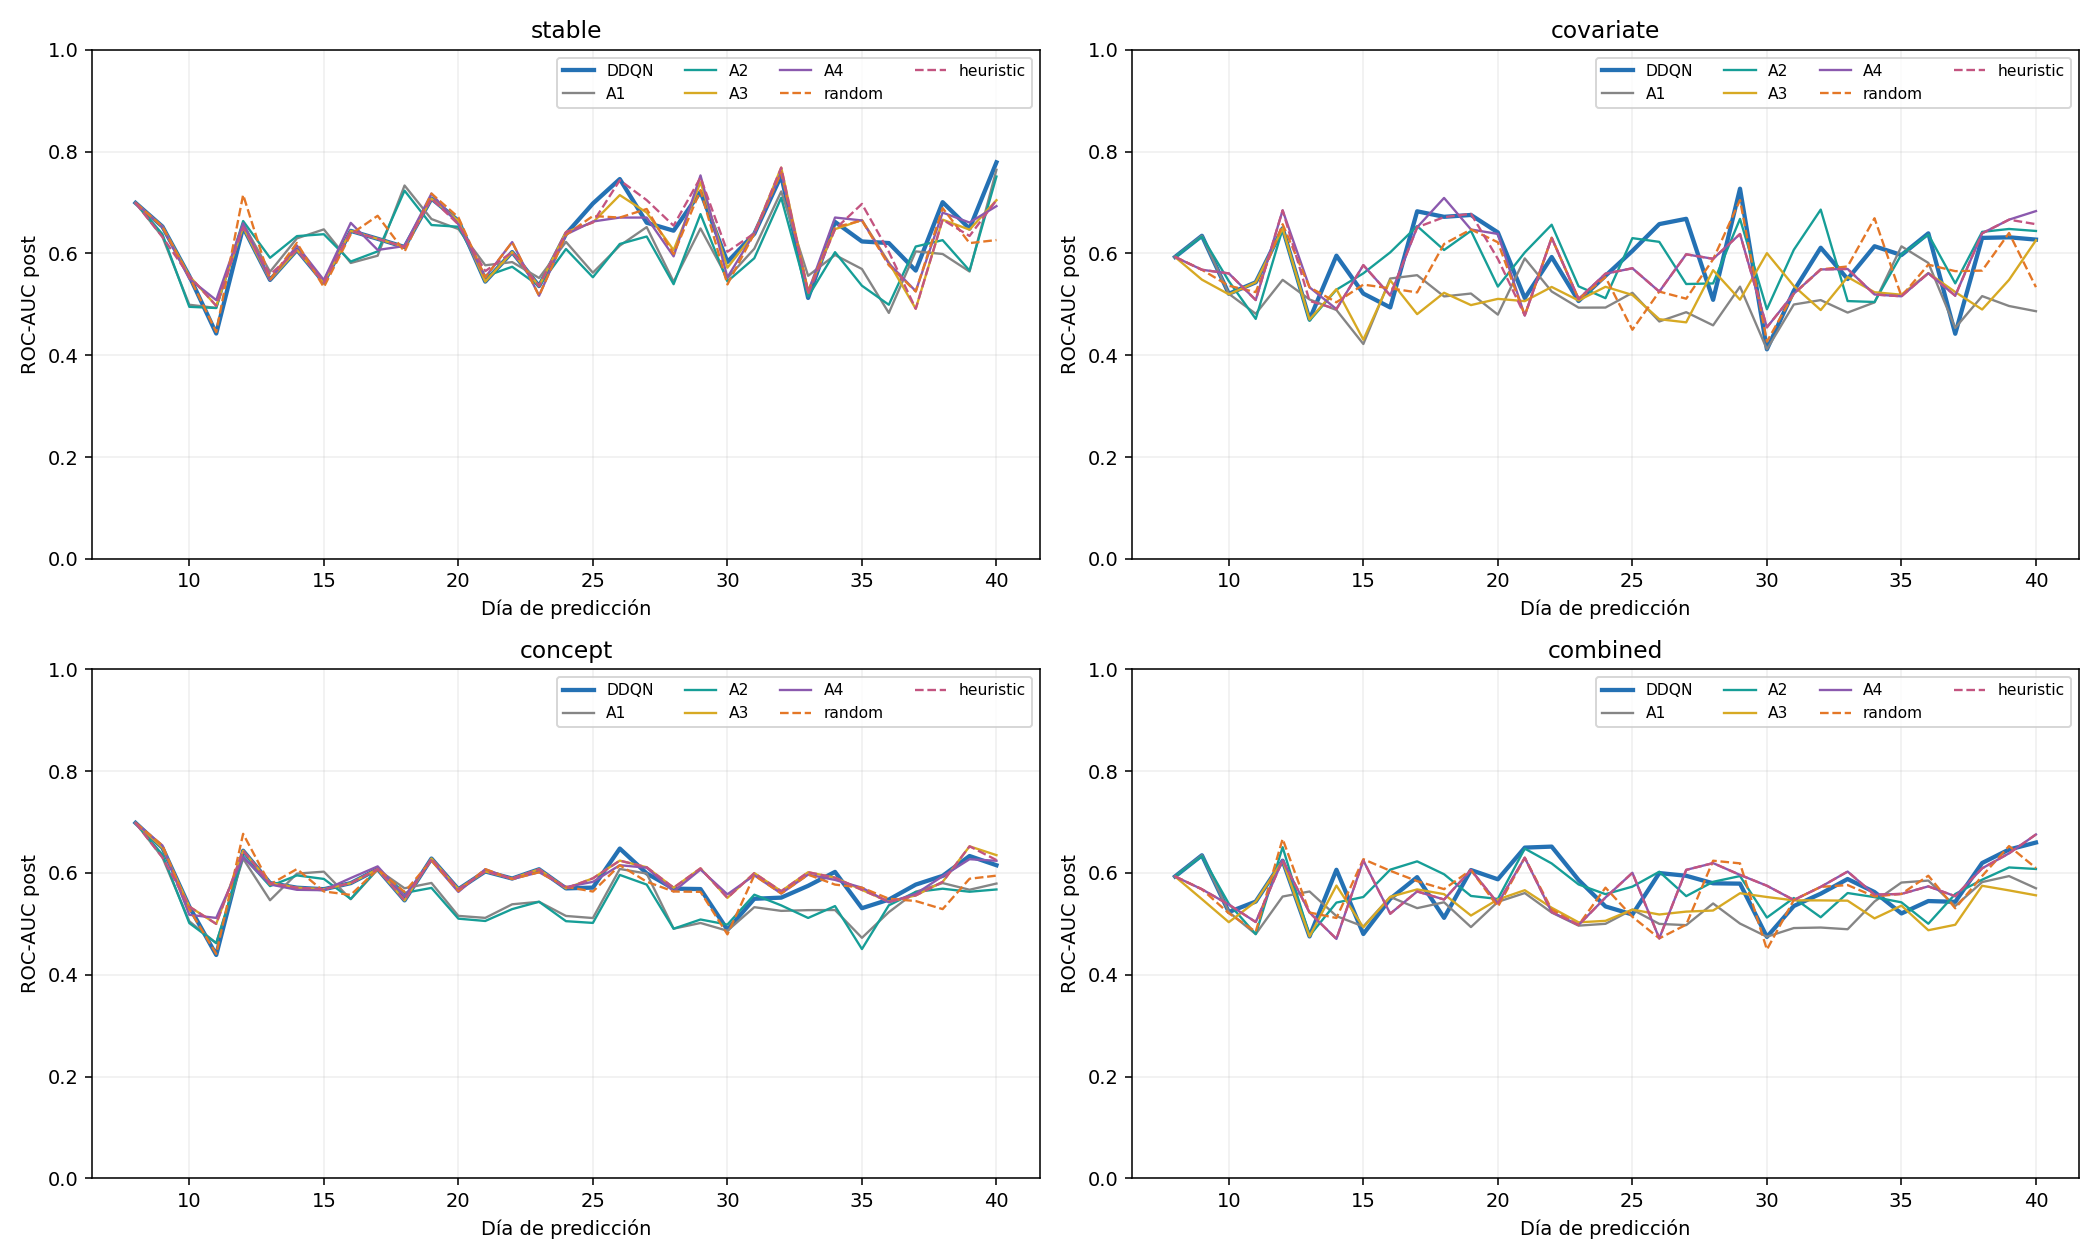 stable
1.0
0.8
0.6
0.4
0.2
0.0
ROC-AUC post
DDQN A2 A4 heuristic
A1 A3 random
10 15 20 25 30 35 40
Día de predicción
covariate
1.0
0.8
0.6
0.4
0.2
0.0
ROC-AUC post
DDQN A2 A4 heuristic
A1 A3 random
10 15 20 25 30 35 40
Día de predicción
concept
1.0
0.8
0.6
0.4
0.2
0.0
ROC-AUC post
DDQN A2 A4 heuristic
A1 A3 random
10 15 20 25 30 35 40
Día de predicción
combined
1.0
0.8
0.6
0.4
0.2
0.0
ROC-AUC post
DDQN A2 A4 heuristic
A1 A3 random
10 15 20 25 30 35 40
Día de predicción